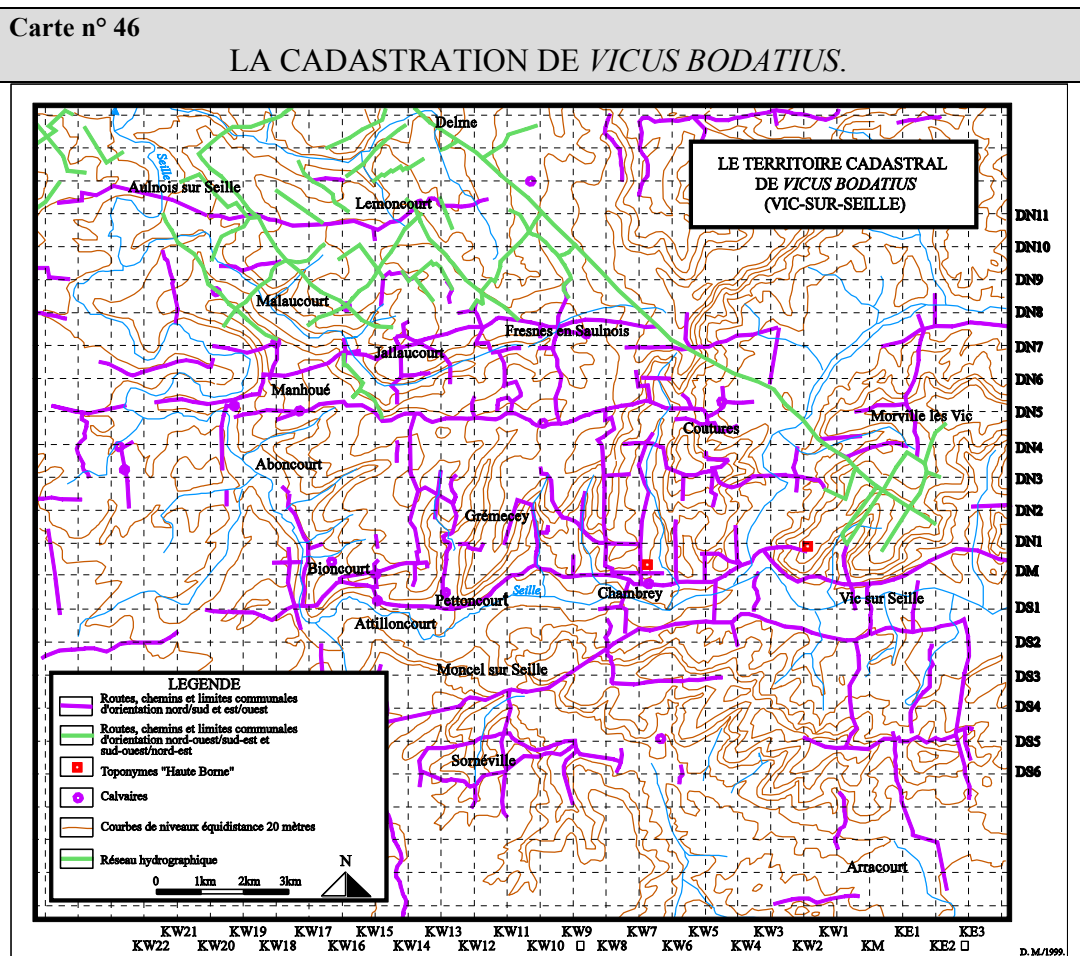 Carte n° 46
LA CADASTRATION DE VICUS BODATIUS.
LE TERRITOIRE CADASTRAL
DE VICUS BODATIUS
(VIC-SUR-SEILLE)
Delme
Seille
Aulnois sur Seille
Lemoncourt
Malaucourt
Fresnes en Saulnois
Jallaucourt
Manhoué
Morville lès Vic
Coutures
Aboncourt
Grémecey
Bioncourt
Pettoncourt
Seille
Chambrey
Vic sur Seille
Attilloncourt
Moncel sur Seille
Sornéville
Arracourt
DN11
DN10
DN9
DN8
DN7
DN6
DN5
DN4
DN3
DN2
DN1
DM
DS1
DS2
DS3
DS4
DS5
DS6
LEGENDE
Routes, chemins et limites communales
d'orientation nord/sud et est/ouest
Routes, chemins et limites communales
d'orientation nord-ouest/sud-est et
sud-ouest/nord-est
Toponymes "Haute Borne"
Calvaires
Courbes de niveaux équidistance 20 mètres
Réseau hydrographique
N
0 1km 2km 3km
KW21 KW19 KW17 KW15 KW13 KW11 KW9 KW7 KW5 KW3 KW1 KE1 KE3
KW22 KW20 KW18 KW16 KW14 KW12 KW10 KW8 KW6 KW4 KW2 KM KE2
D. M./1999.